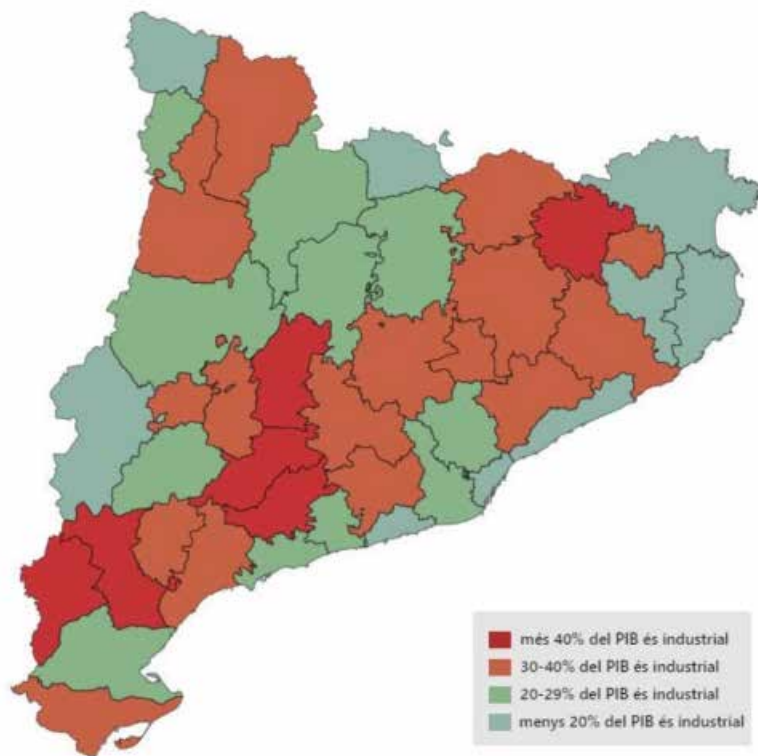 més 40% del PIB és industrial
30-40% del PIB és industrial
20-29% del PIB és industrial
menys 20% del PIB és industrial